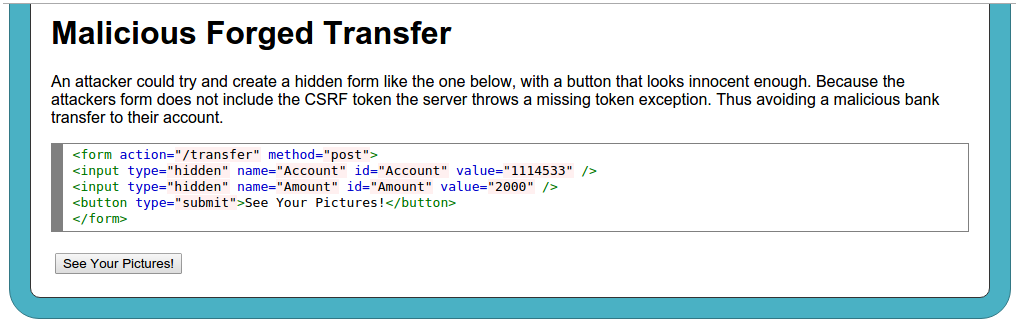 Malicious Forged Transfer
An attacker could try and create a hidden form like the one below, with a button that looks innocent enough. Because the
attackers form does not include the CSRF token the server throws a missing token exception. Thus avoiding a malicious bank
transfer to their account.
<form action="/transfer" method="post">
<input type="hidden" name="Account" id="Account" value="1114533" />
<input type="hidden" name="Amount" id="Amount" value="2000" />
<button type="submit">See Your Pictures!</button>
</form>
See Your Pictures!